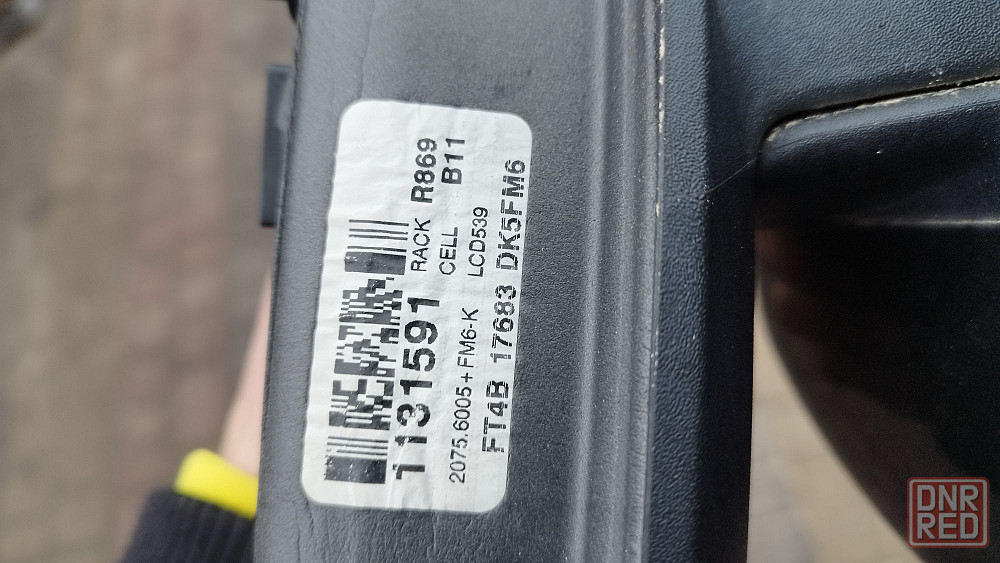 1131591
RACK R869
CELL B11
2075.6005+FM6-K LCD539
FT4B 17683 DK5FM6
DNR
RED